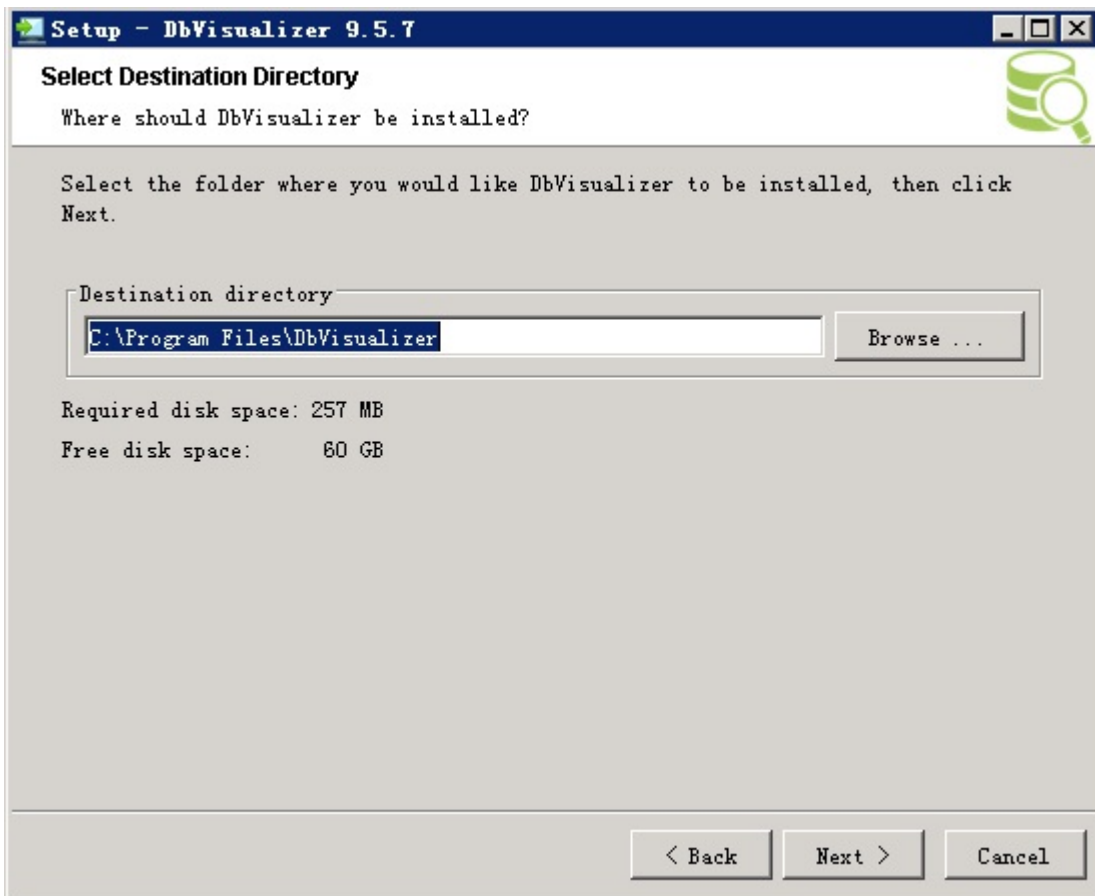 Setup - DbVisualizer 9.5.7
Select Destination Directory
Where should DbVisualizer be installed?
Select the folder where you would like DbVisualizer to be installed, then click
Next.
Destination directory
C:\Program Files\DbVisualizer
Browse ...
Required disk space: 257 MB
Free disk space: 60 GB
< Back
Next >
Cancel